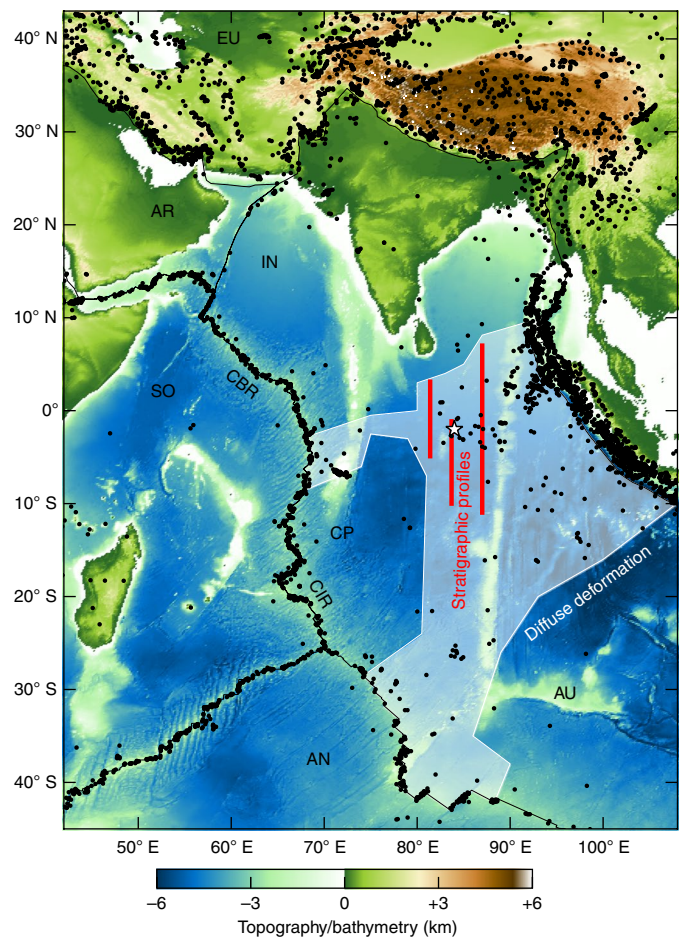 40° N
EU
30° N
AR
20° N
IN
10° N
SO
CBR
0°
10° S
CP
Stratigraphic profiles
CIR
20° S
Diffuse deformation
30° S
AU
AN
40° S
50° E 60° E 70° E 80° E 90° E 100° E
–6 –3 0 +3 +6
Topography/bathymetry (km)